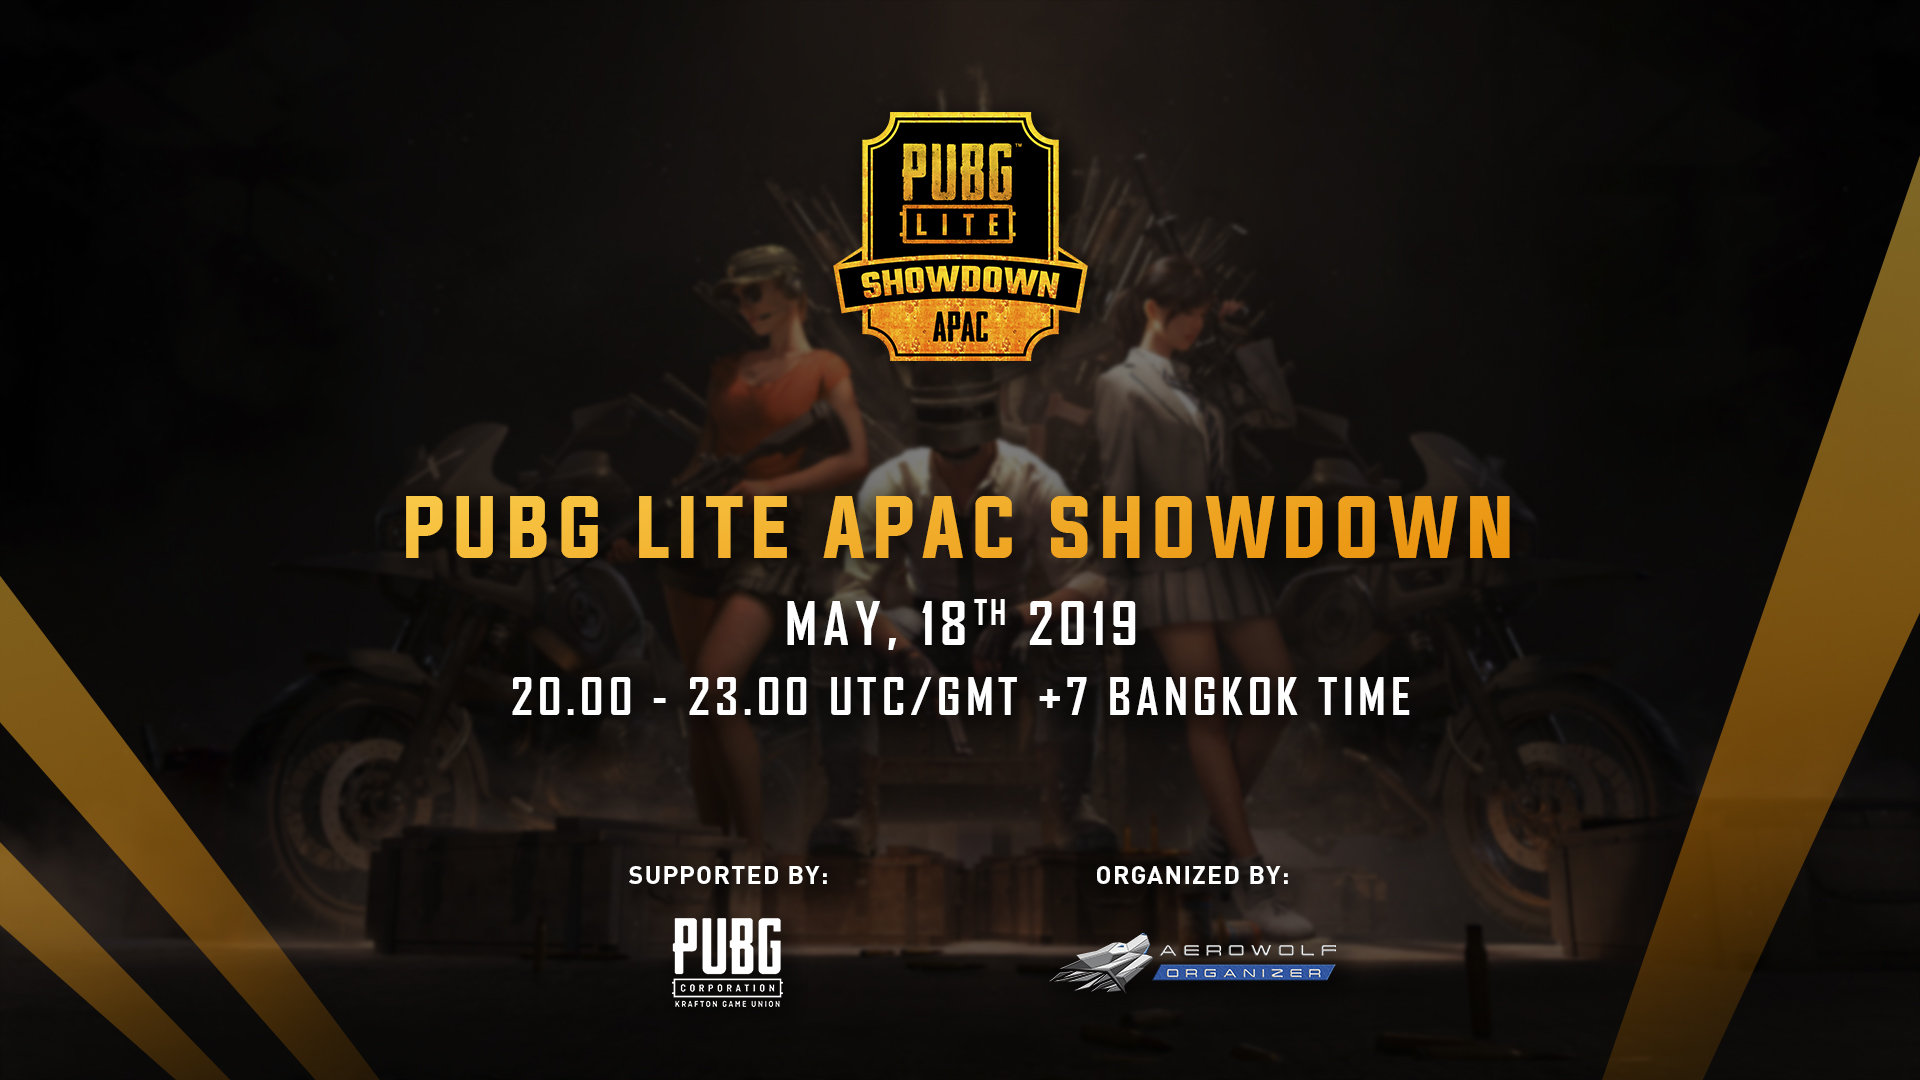 PUBG™
LITE
SHOWDOWN
APAC
PUBG LITE APAC SHOWDOWN
MAY, 18TH 2019
20.00 - 23.00 UTC/GMT +7 BANGKOK TIME
SUPPORTED BY:
PUBG
CORPORATION
KRAFTON GAME UNION
ORGANIZED BY:
AEROWOLF
ORGANIZER